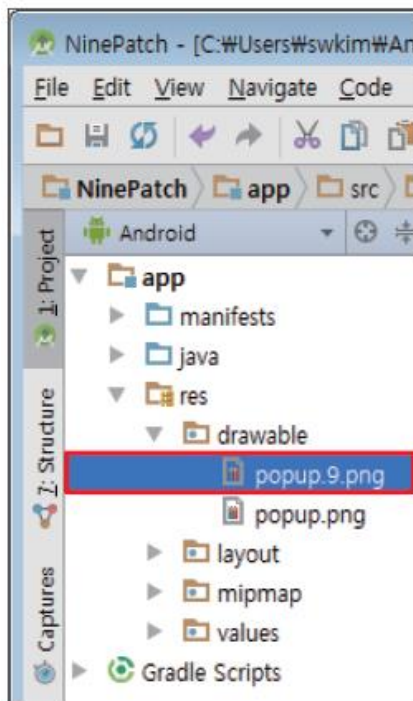 NinePatch - [C:₩Users₩swkim₩An
File Edit View Navigate Code
NinePatch app src
1: Project
Android
app
manifests
java
res
drawable
popup.9.png
popup.png
layout
mipmap
values
Gradle Scripts
7: Structure
Captures